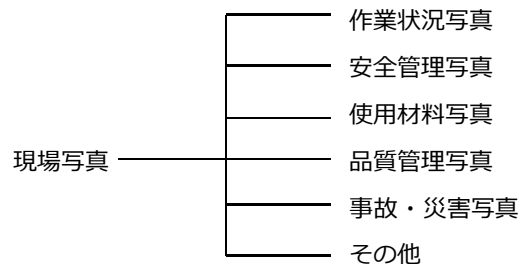 作業状況写真
安全管理写真
使用材料写真
現場写真
品質管理写真
事故・災害写真
その他